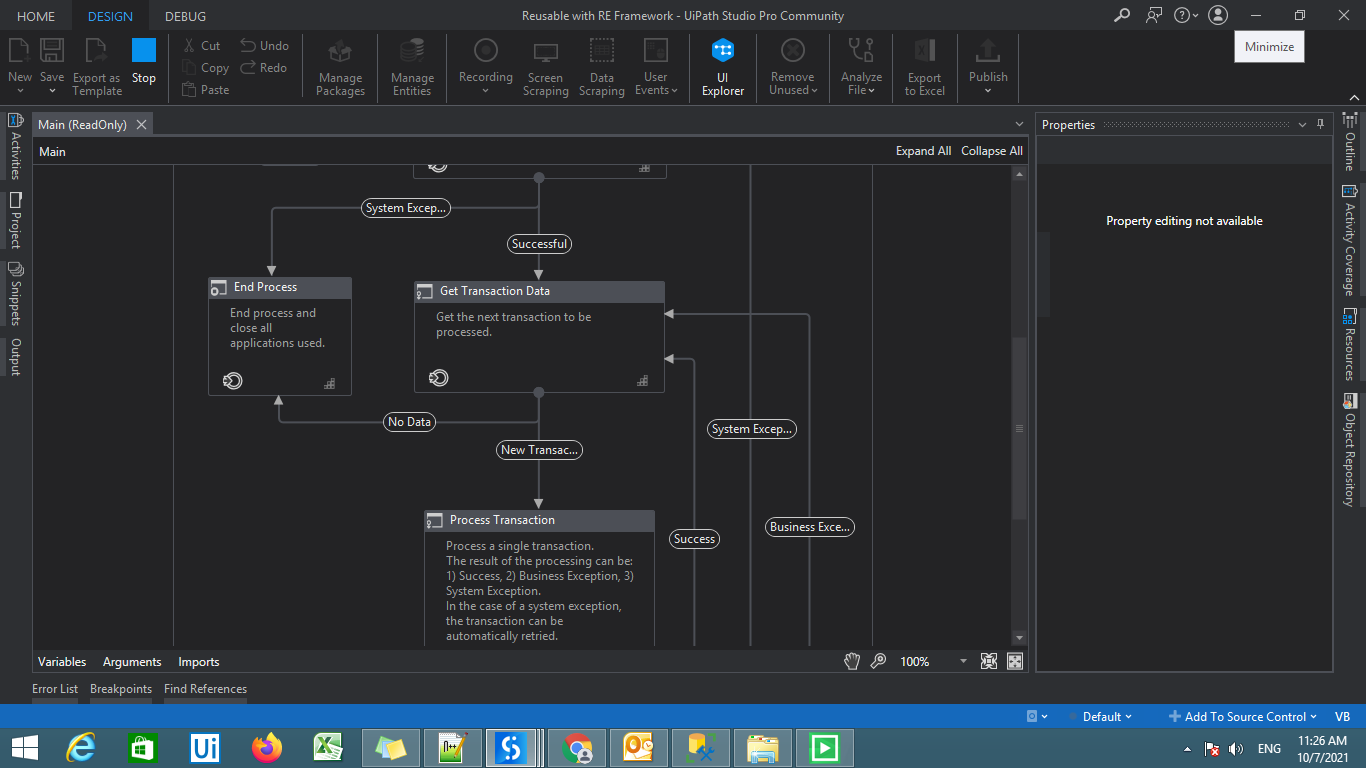 HOME DESIGN DEBUG
Reusable with RE Framework - UiPath Studio Pro Community
Minimize
New
Save
Export as
Template
Stop
Cut
Copy
Paste
Undo
Redo
Manage
Packages
Manage
Entities
Recording
Screen
Scraping
Data
Scraping
User
Events
UI
Explorer
Remove
Unused
Analyze
File
Export
to Excel
Publish
Activities
Project
Snippets
Output
Main (ReadOnly)
Main
Expand All Collapse All
System Excep...
Successful
End Process
End process and
close all
applications used.
Get Transaction Data
Get the next transaction to be
processed.
No Data
New Transac...
System Excep...
Business Exce...
Success
Process Transaction
Process a single transaction.
The result of the processing can be:
1) Success, 2) Business Exception, 3)
System Exception.
In the case of a system exception,
the transaction can be
automatically retried.
Properties
Property editing not available
Outline
Activity Coverage
Resources
Object Repository
Variables Arguments Imports
100%
Error List Breakpoints Find References
Default
Add To Source Control
VB
ENG
11:26 AM
10/7/2021